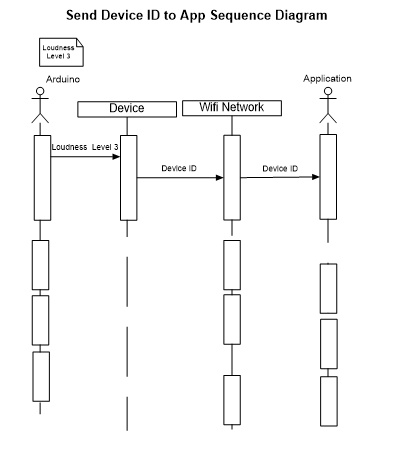 Send Device ID to App Sequence Diagram
Loudness
Level 3
Arduino
Application
Device
Wifi Network
Loudness Level 3
Device ID
Device ID